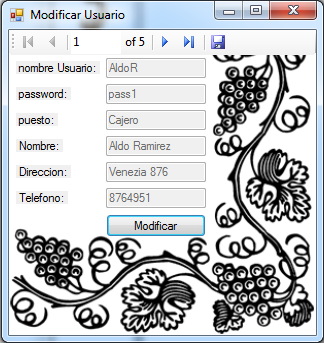 Modificar Usuario
1 of 5
nombre Usuario: AldoR
password: pass1
puesto: Cajero
Nombre: Aldo Ramirez
Direccion: Venezia 876
Telefono: 8764951
Modificar